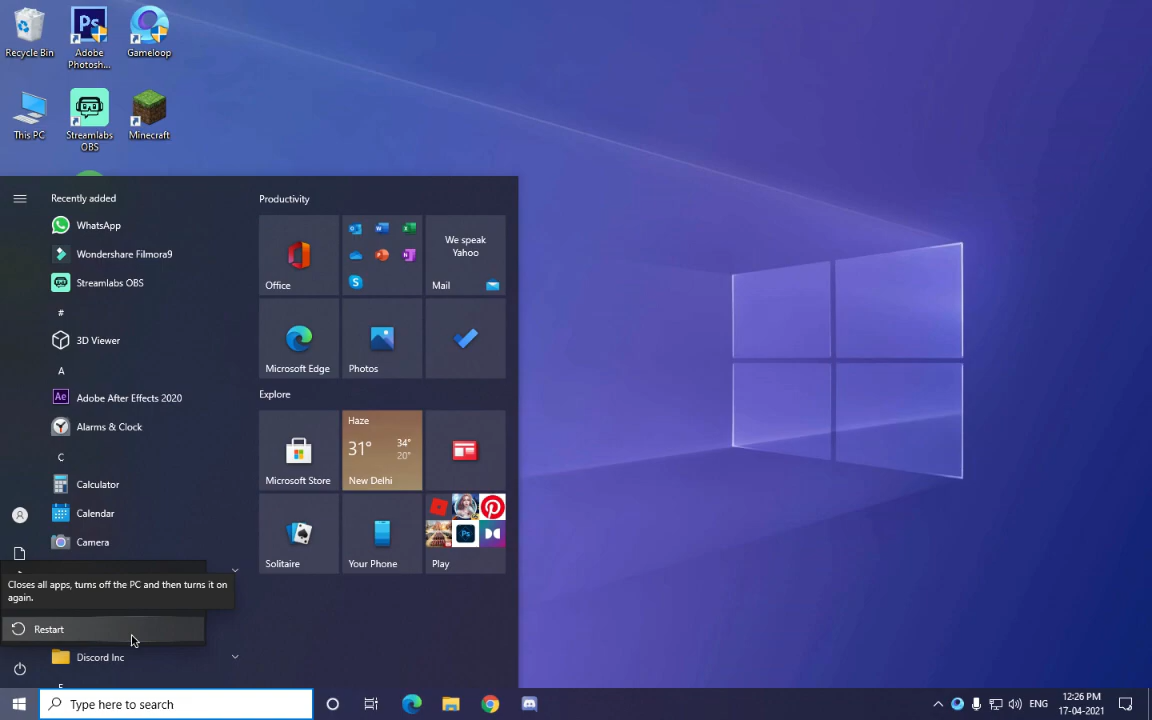 Recycle Bin
Adobe
Photosh...
Gameloop
This PC
Streamlabs
OBS
Minecraft
Recently added
WhatsApp
Wondershare Filmora9
Streamlabs OBS
#
3D Viewer
A
Adobe After Effects 2020
Alarms & Clock
C
Calculator
Calendar
Camera
Closes all apps, turns off the PC and then turns it on
again.
Restart
Discord Inc
Productivity
Office
We speak
Yahoo
Mail
Microsoft Edge
Photos
Explore
Microsoft Store
Haze
31°
34°
20°
New Delhi
Solitaire
Your Phone
Ps
Play
Type here to search
ENG
12:26 PM
17-04-2021